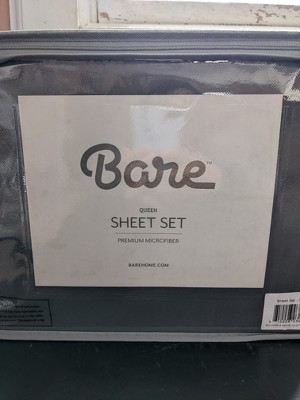 Bare™
QUEEN
SHEET SET
PREMIUM MICROFIBER
BAREHOME.COM